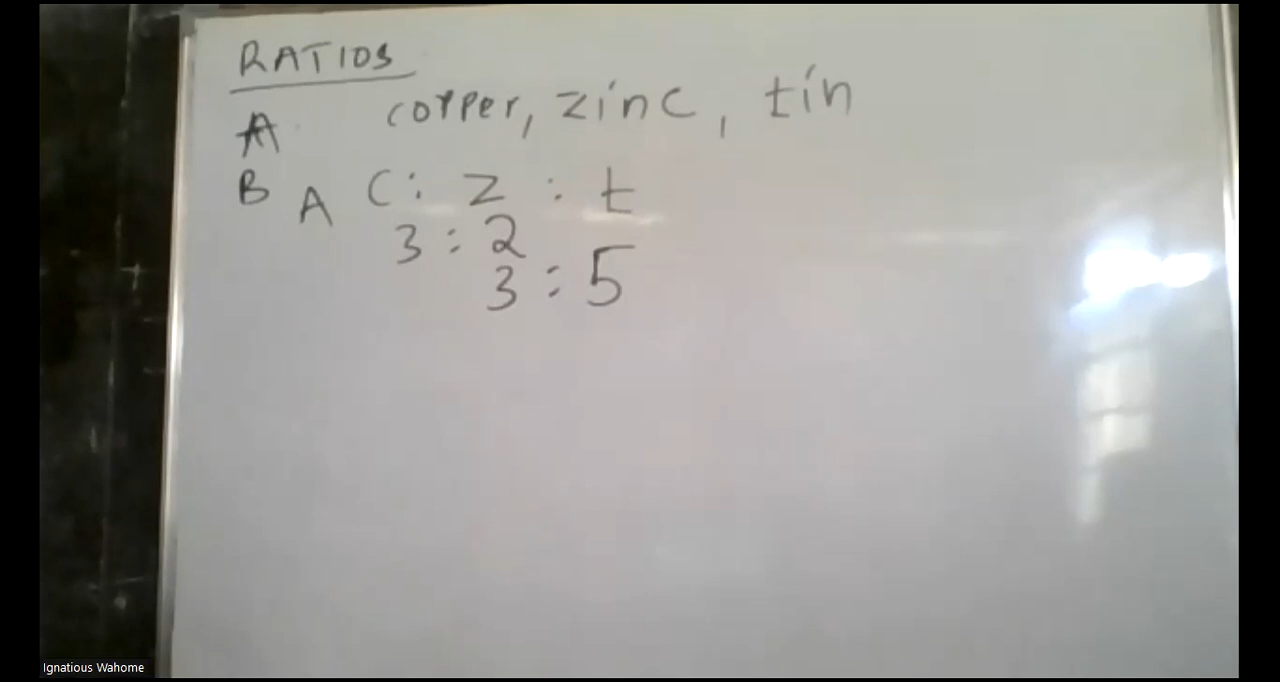 RATIOS
A copper, zinc, tin
B A C : z : t
3 : 2
3 : 5
Ignatious Wahome